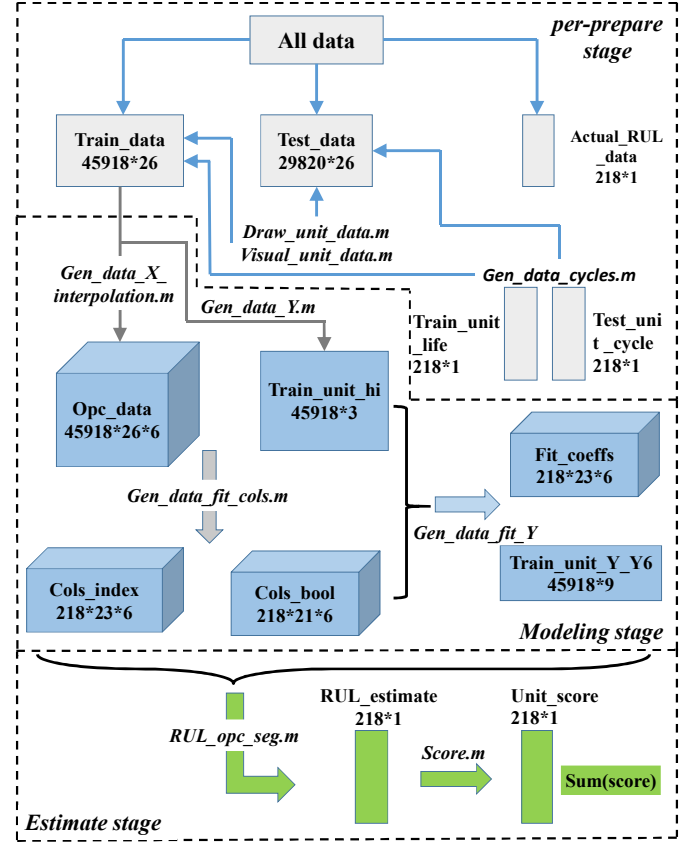 per-prepare
stage
All data
Train_data
45918*26
Test_data
29820*26
Actual_RUL
_data
218*1
Draw_unit_data.m
Visual_unit_data.m
Gen_data_X_
interpolation.m
Gen_data_Y.m
Gen_data_cycles.m
Train_unit
_life
218*1
Test_uni
t _cycle
218*1
Opc_data
45918*26*6
Train_unit_hi
45918*3
Fit_coeffs
218*23*6
Gen_data_fit_cols.m
Gen_data_fit_Y
Train_unit_Y_Y6
45918*9
Cols_index
218*23*6
Cols_bool
218*21*6
Modeling stage
RUL_estimate
218*1
Unit_score
218*1
RUL_opc_seg.m
Score.m
Sum(score)
Estimate stage